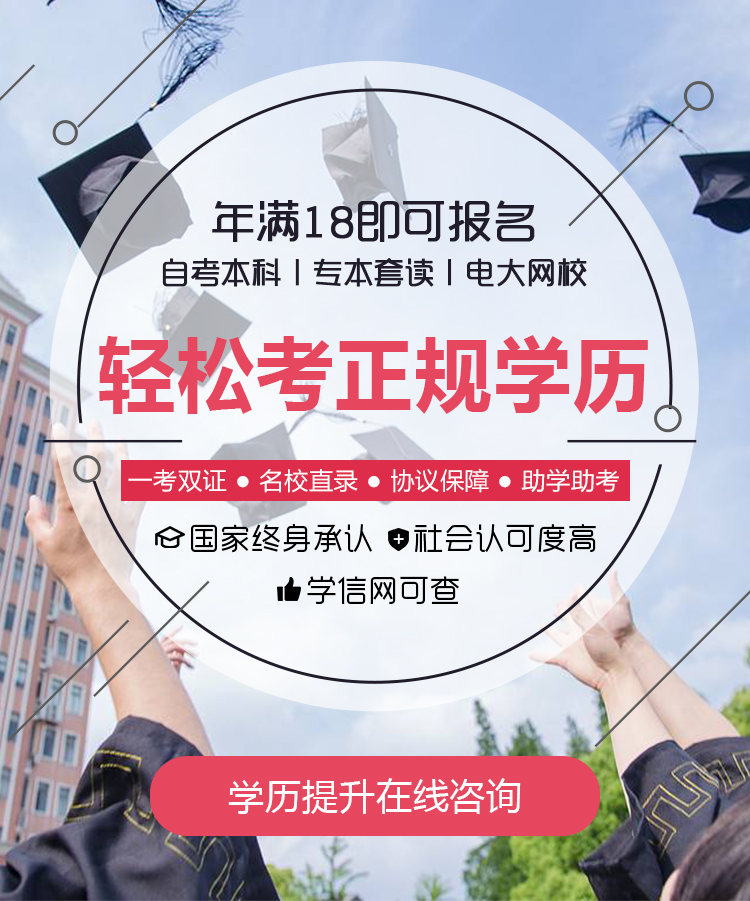 年满18即可报名
自考本科 | 专本套读 | 电大网校
轻松考正规学历
一考双证 ● 名校直录 ● 协议保障 ● 助学助考
国家终身承认 社会认可度高
学信网可查
学历提升在线咨询